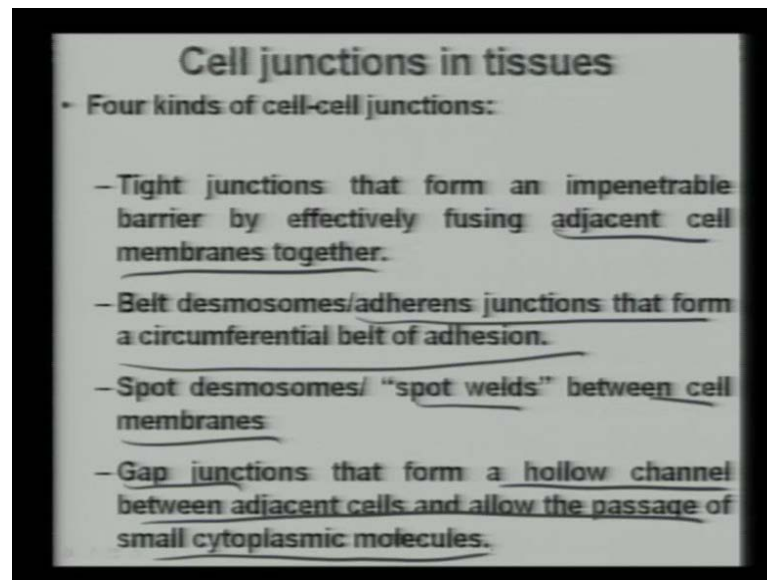 Cell junctions in tissues
• Four kinds of cell-cell junctions:
– Tight junctions that form an impenetrable
barrier by effectively fusing adjacent cell
membranes together.
– Belt desmosomes/adherens junctions that form
a circumferential belt of adhesion.
– Spot desmosomes/ "spot welds" between cell
membranes
– Gap junctions that form a hollow channel
between adjacent cells and allow the passage of
small cytoplasmic molecules.